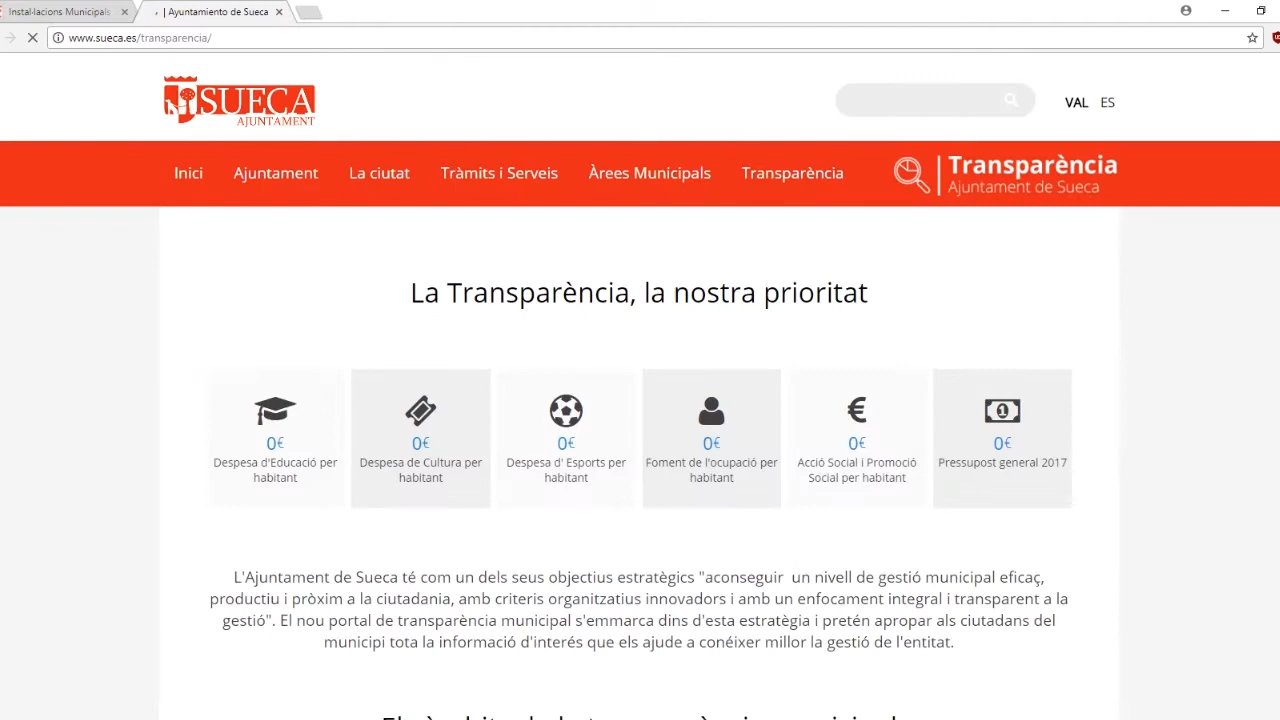 Instal·lacions Municipals
| Ayuntamiento de Sueca
www.sueca.es/transparencia/
SUECA
AJUNTAMENT
VAL ES
Inici Ajuntament La ciutat Tràmits i Serveis Àrees Municipals Transparència
Transparència
Ajuntament de Sueca
La Transparència, la nostra prioritat
0€
Despesa d'Educació per
habitant
0€
Despesa de Cultura per
habitant
0€
Despesa d' Esports per
habitant
0€
Foment de l'ocupació per
habitant
0€
Acció Social i Promoció
Social per habitant
1
0€
Pressupost general 2017
L'Ajuntament de Sueca té com un dels seus objectius estratègics "aconseguir un nivell de gestió municipal eficaç,
productiu i pròxim a la ciutadania, amb criteris organitzatius innovadors i amb un enfocament integral i transparent a la
gestió". El nou portal de transparència municipal s'emmarca dins d'esta estratègia i pretén apropar als ciutadans del
municipi tota la informació d'interés que els ajude a conéixer millor la gestió de l'entitat.